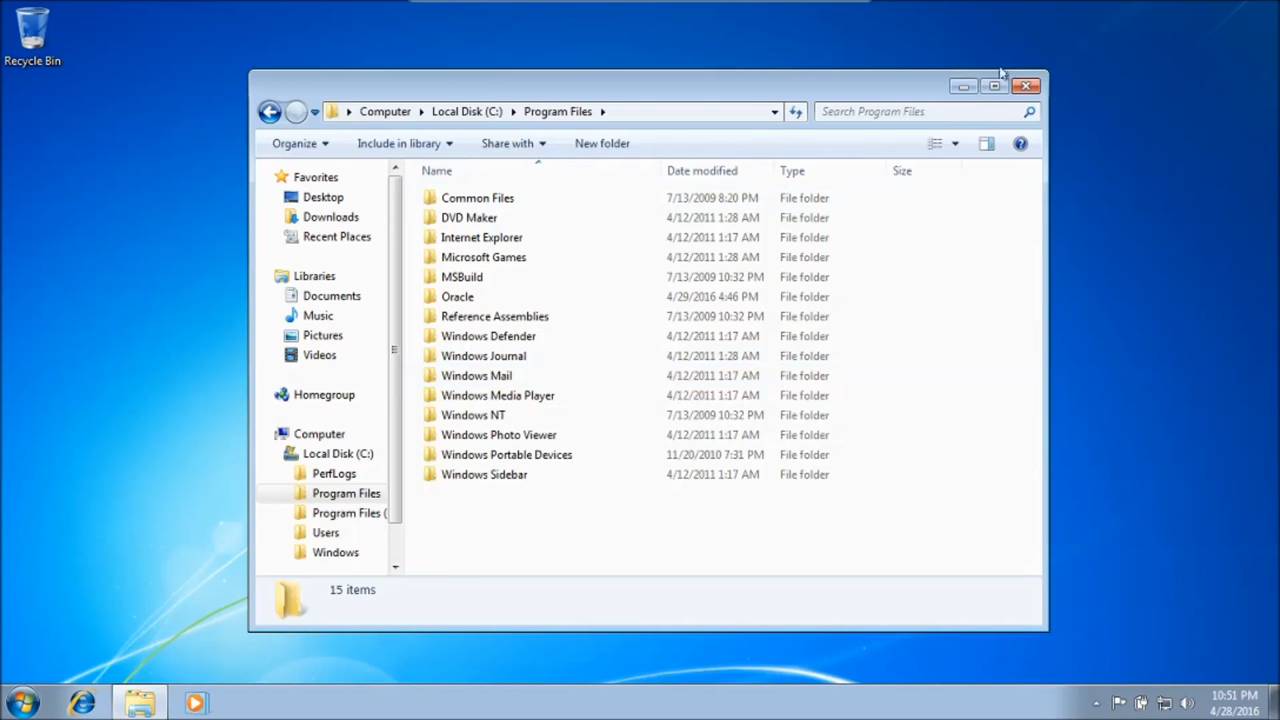 Recycle Bin
Computer Local Disk (C:) Program Files
Search Program Files
Organize Include in library Share with New folder
Name Date modified Type Size
Favorites
Desktop
Downloads
Recent Places
Libraries
Documents
Music
Pictures
Videos
Homegroup
Computer
Local Disk (C:)
PerfLogs
Program Files
Program Files (
Users
Windows
Common Files 7/13/2009 8:20 PM File folder
DVD Maker 4/12/2011 1:28 AM File folder
Internet Explorer 4/12/2011 1:17 AM File folder
Microsoft Games 4/12/2011 1:28 AM File folder
MSBuild 7/13/2009 10:32 PM File folder
Oracle 4/29/2016 4:46 PM File folder
Reference Assemblies 7/13/2009 10:32 PM File folder
Windows Defender 4/12/2011 1:17 AM File folder
Windows Journal 4/12/2011 1:28 AM File folder
Windows Mail 4/12/2011 1:17 AM File folder
Windows Media Player 4/12/2011 1:17 AM File folder
Windows NT 7/13/2009 10:32 PM File folder
Windows Photo Viewer 4/12/2011 1:17 AM File folder
Windows Portable Devices 11/20/2010 7:31 PM File folder
Windows Sidebar 4/12/2011 1:17 AM File folder
15 items
10:51 PM
4/28/2016